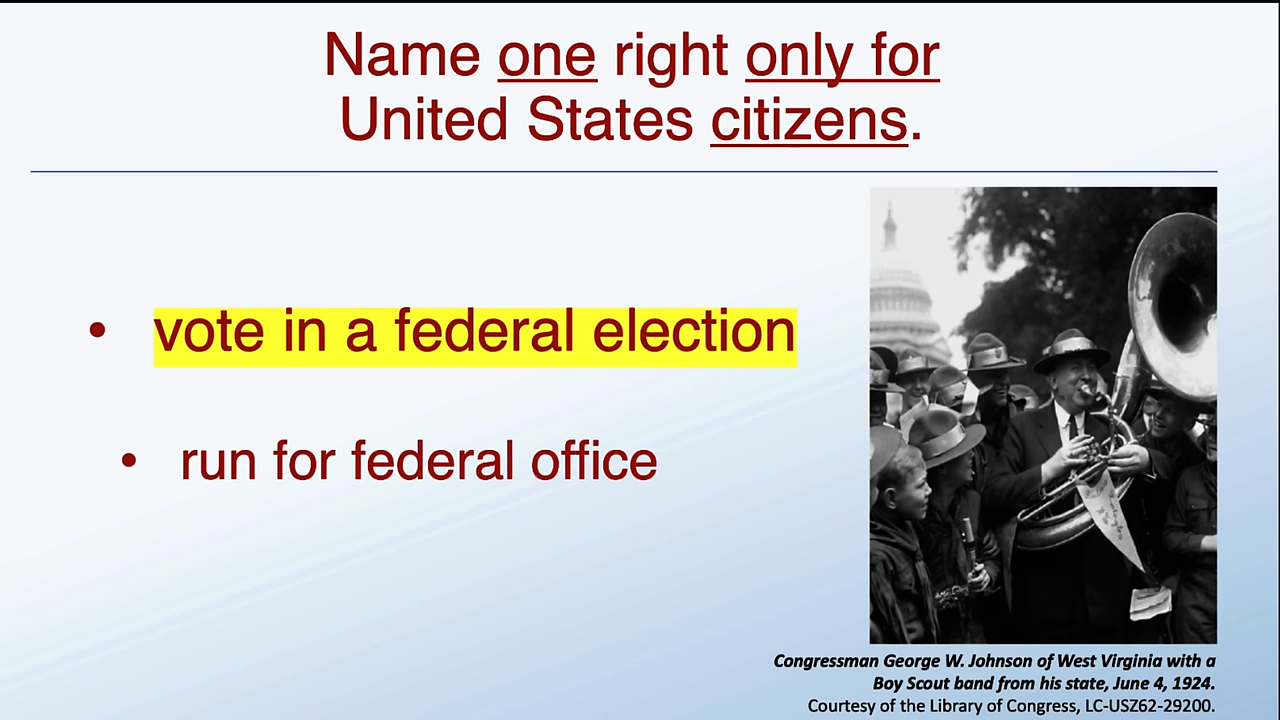 Name one right only for
United States citizens.
• vote in a federal election
• run for federal office
Congressman George W. Johnson of West Virginia with a
Boy Scout band from his state, June 4, 1924.
Courtesy of the Library of Congress, LC-USZ62-29200.